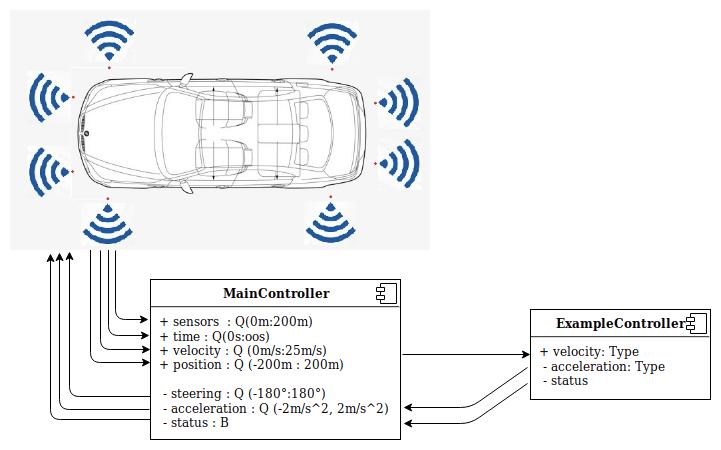 MainController
+ sensors : Q(0m:200m)
+ time : Q(0s:oos)
+ velocity : Q (0m/s:25m/s)
+ position : Q (-200m : 200m)
- steering : Q (-180°:180°)
- acceleration : Q (-2m/s^2, 2m/s^2)
- status : B
ExampleController
+ velocity: Type
- acceleration: Type
- status